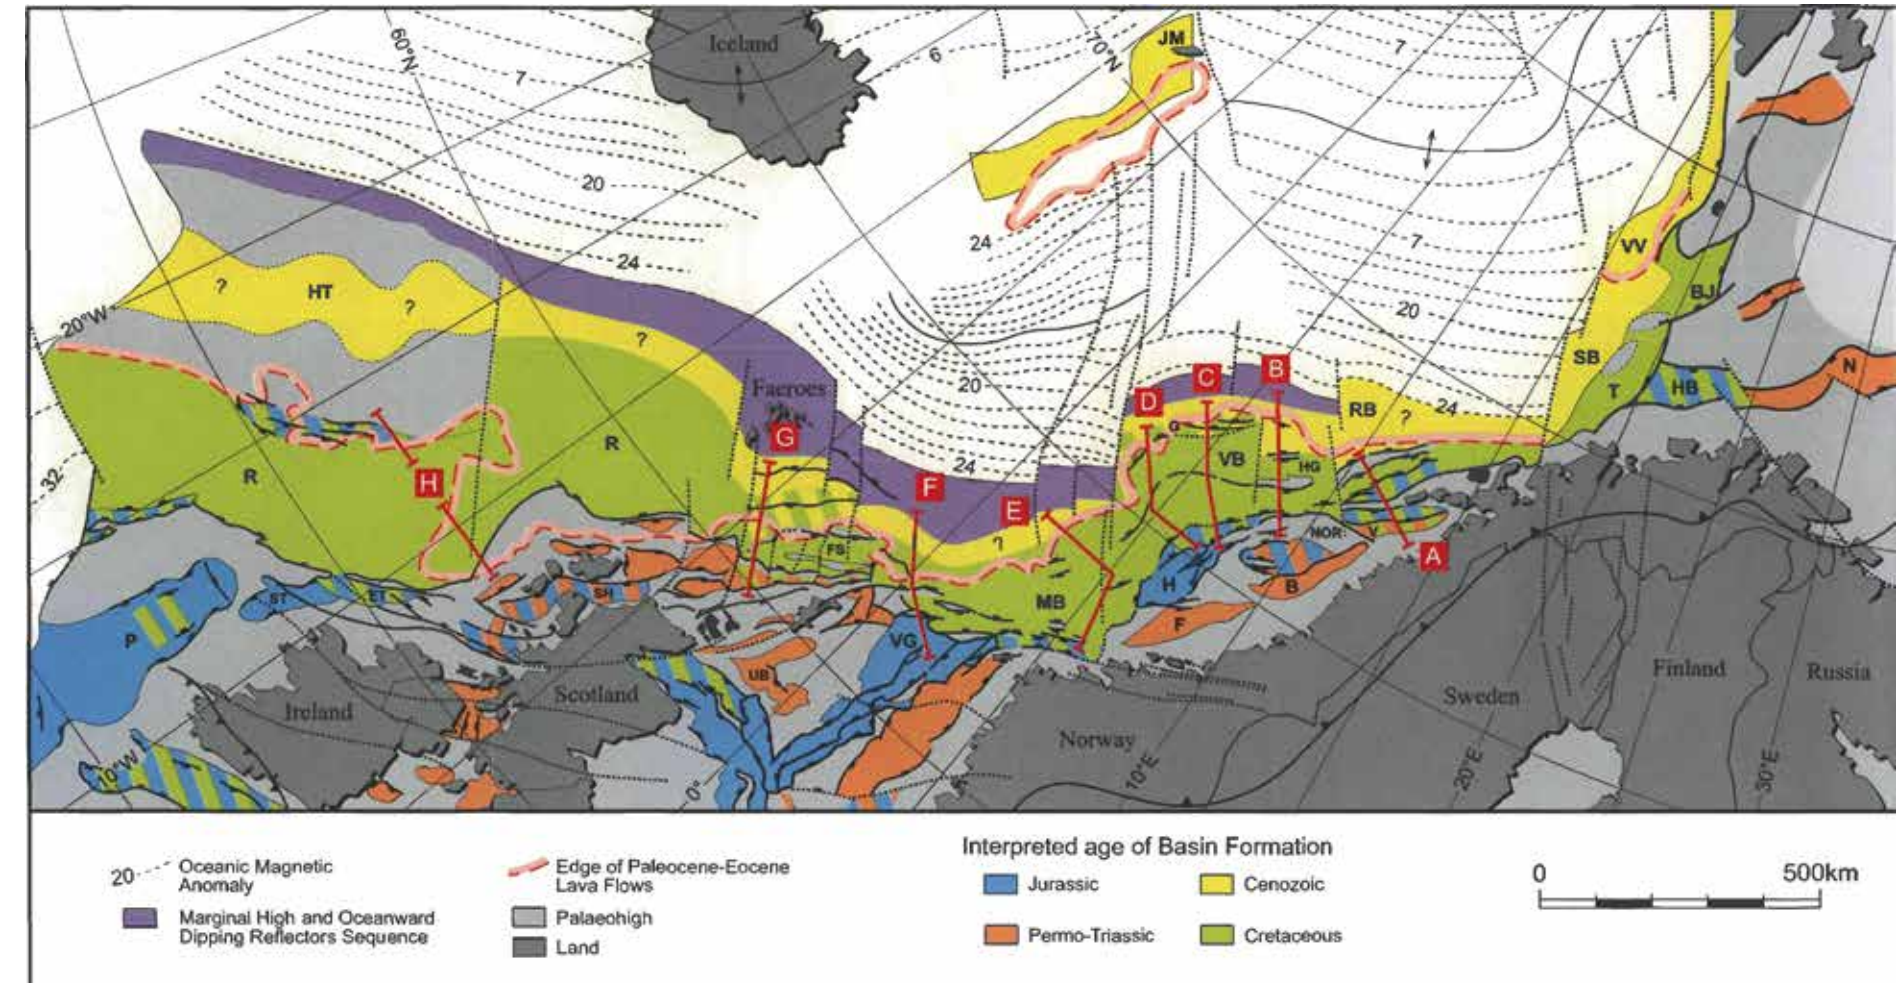 Iceland
JM
60°N
70°N
7
6
7
20
24
24
7
20
24
20
24
20°W
32
HT
?
?
?
?
?
R
R
Faeroes
G
F
E
D
C
B
A
H
G
VB
HG
RB
SB
VV
BJ
T
HB
N
NOR
V
H
B
F
MB
FS
VG
UB
SH
ST
ET
P
Ireland
Scotland
Norway
Sweden
Finland
Russia
10°W
0°
10°E
20°E
30°E
20 Oceanic Magnetic
Anomaly
Marginal High and Oceanward
Dipping Reflectors Sequence
Edge of Paleocene-Eocene
Lava Flows
Palaeohigh
Land
Interpreted age of Basin Formation
Jurassic
Cenozoic
Permo-Triassic
Cretaceous
0 500km